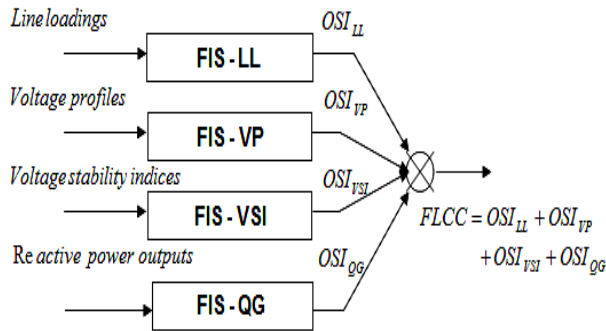 Line loadings
OSI_LL
FIS - LL
Voltage profiles
OSI_VP
FIS - VP
Voltage stability indices
OSI_VSI
FIS - VSI
FLCC = OSI_LL + OSI_VP
+ OSI_VSI + OSI_QG
Re active power outputs
OSI_QG
FIS - QG